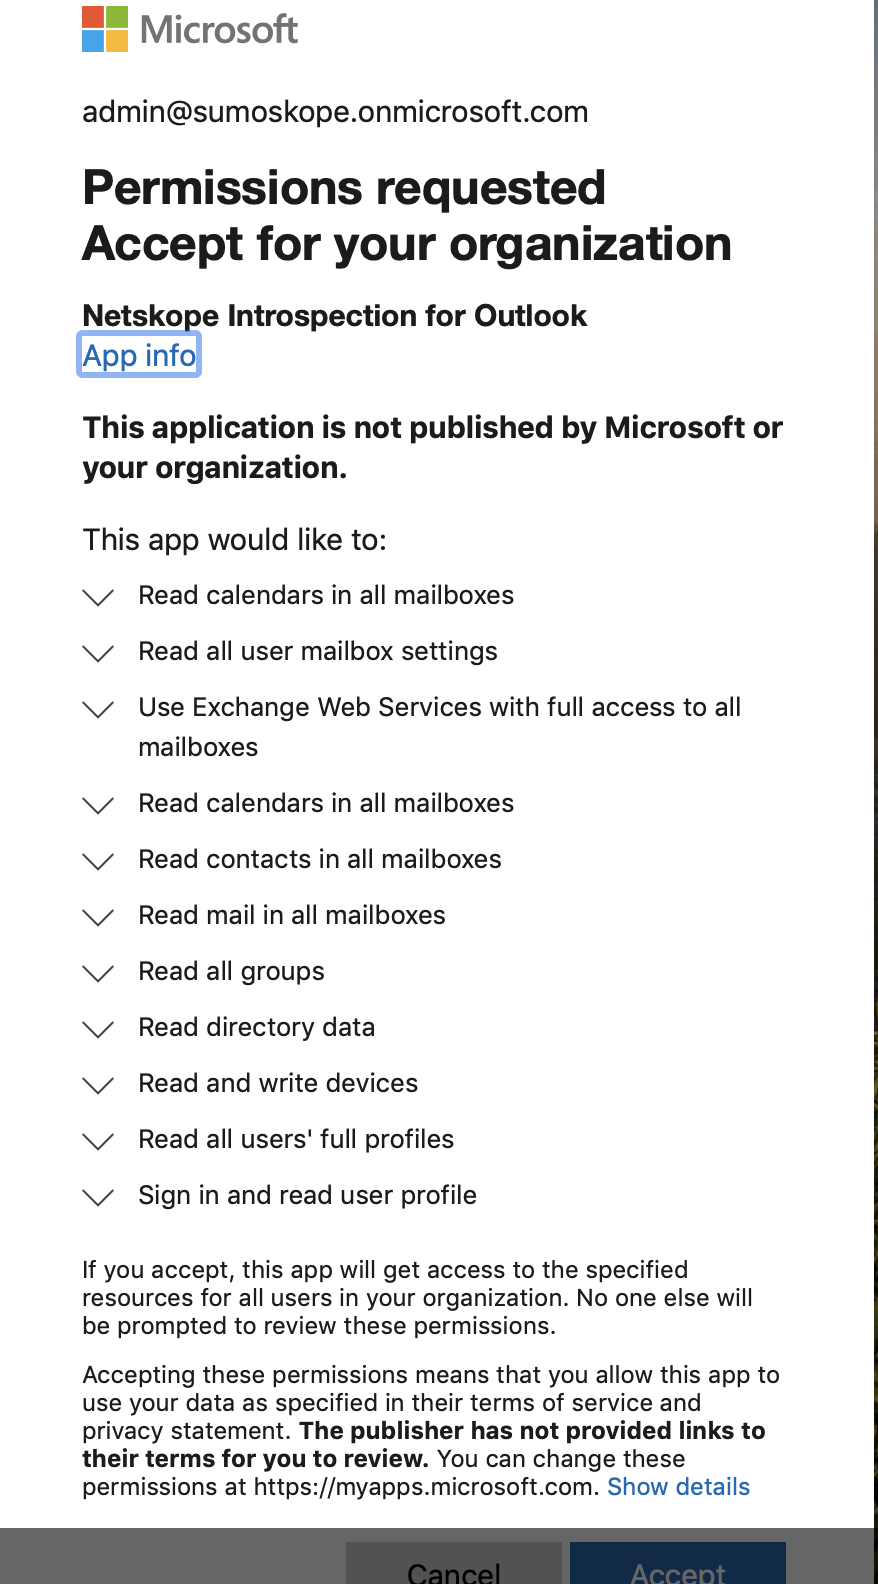 Microsoft
admin@sumoskope.onmicrosoft.com
Permissions requested
Accept for your organization
Netskope Introspection for Outlook
App info
This application is not published by Microsoft or
your organization.
This app would like to:
Read calendars in all mailboxes
Read all user mailbox settings
Use Exchange Web Services with full access to all
mailboxes
Read calendars in all mailboxes
Read contacts in all mailboxes
Read mail in all mailboxes
Read all groups
Read directory data
Read and write devices
Read all users' full profiles
Sign in and read user profile
If you accept, this app will get access to the specified
resources for all users in your organization. No one else will
be prompted to review these permissions.
Accepting these permissions means that you allow this app to
use your data as specified in their terms of service and
privacy statement. The publisher has not provided links to
their terms for you to review. You can change these
permissions at https://myapps.microsoft.com. Show details
Cancel Accept